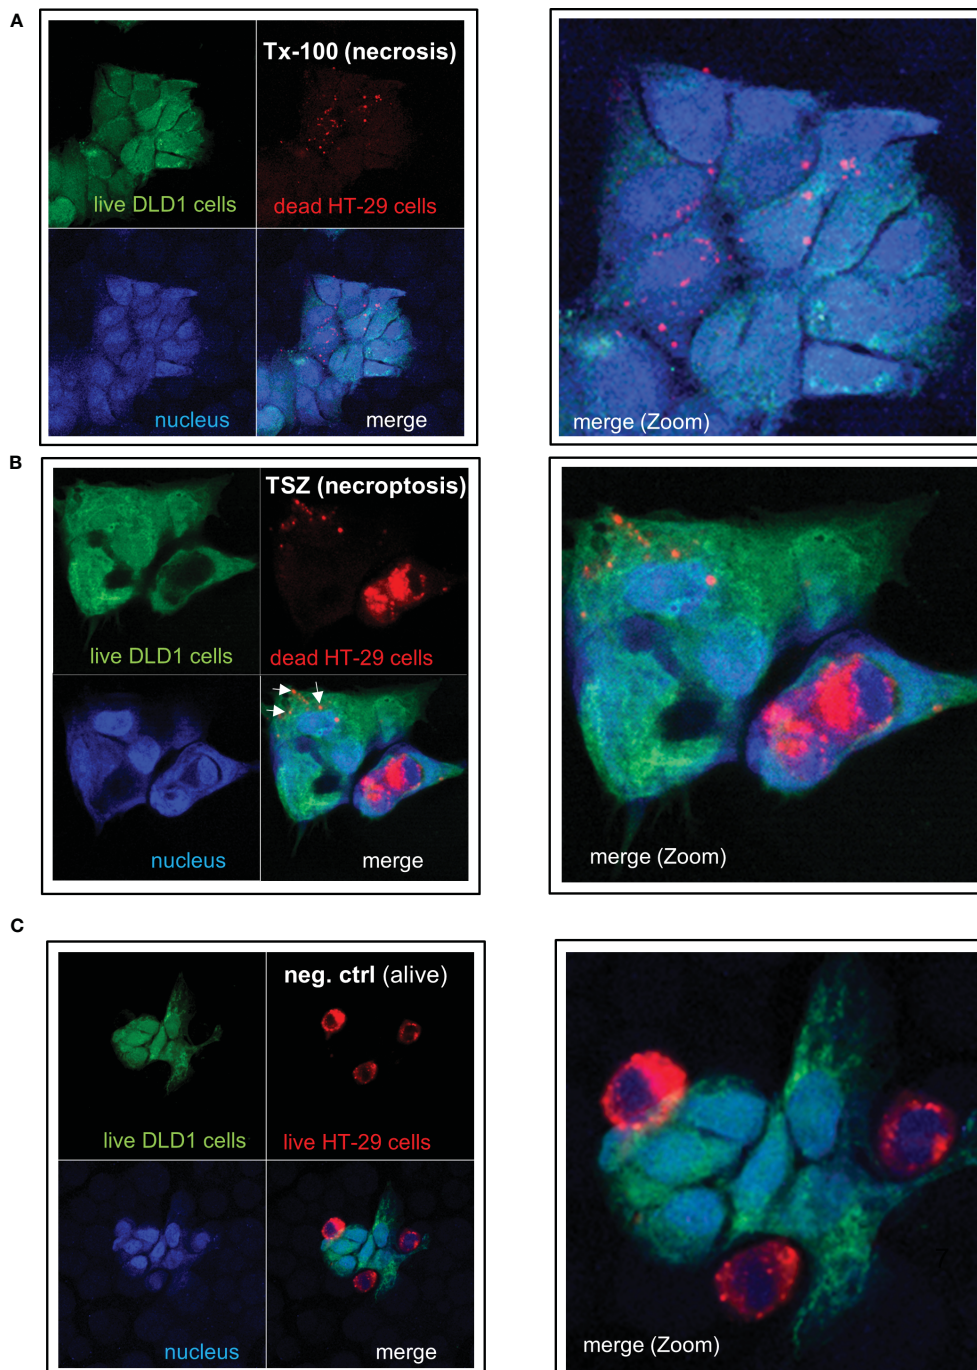 A
Tx-100 (necrosis)
live DLD1 cells
dead HT-29 cells
nucleus
merge
merge (Zoom)
B
TSZ (necroptosis)
live DLD1 cells
dead HT-29 cells
nucleus
merge
merge (Zoom)
C
neg. ctrl (alive)
live DLD1 cells
live HT-29 cells
nucleus
merge
7
merge (Zoom)